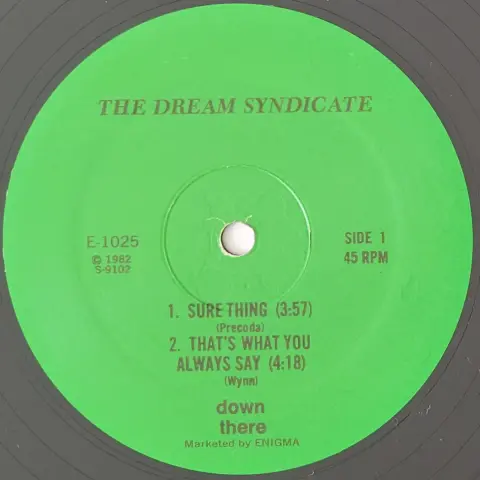 THE DREAM SYNDICATE
E-1025
SIDE 1
© 1982
45 RPM
S-9102
1. SURE THING (3:57)
(Precoda)
2. THAT'S WHAT YOU
ALWAYS SAY (4:18)
(Wynn)
down
there
Marketed by ENIGMA